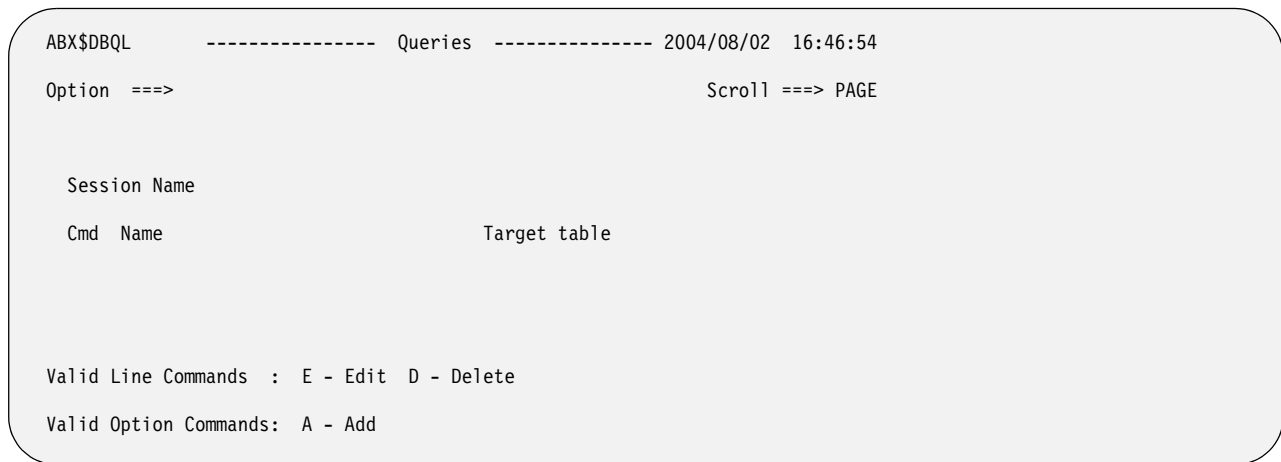 ABX$DBQL --------------- Queries --------------- 2004/08/02 16:46:54
Option ===> Scroll ===> PAGE
Session Name
Cmd Name Target table
Valid Line Commands : E - Edit D - Delete
Valid Option Commands: A - Add